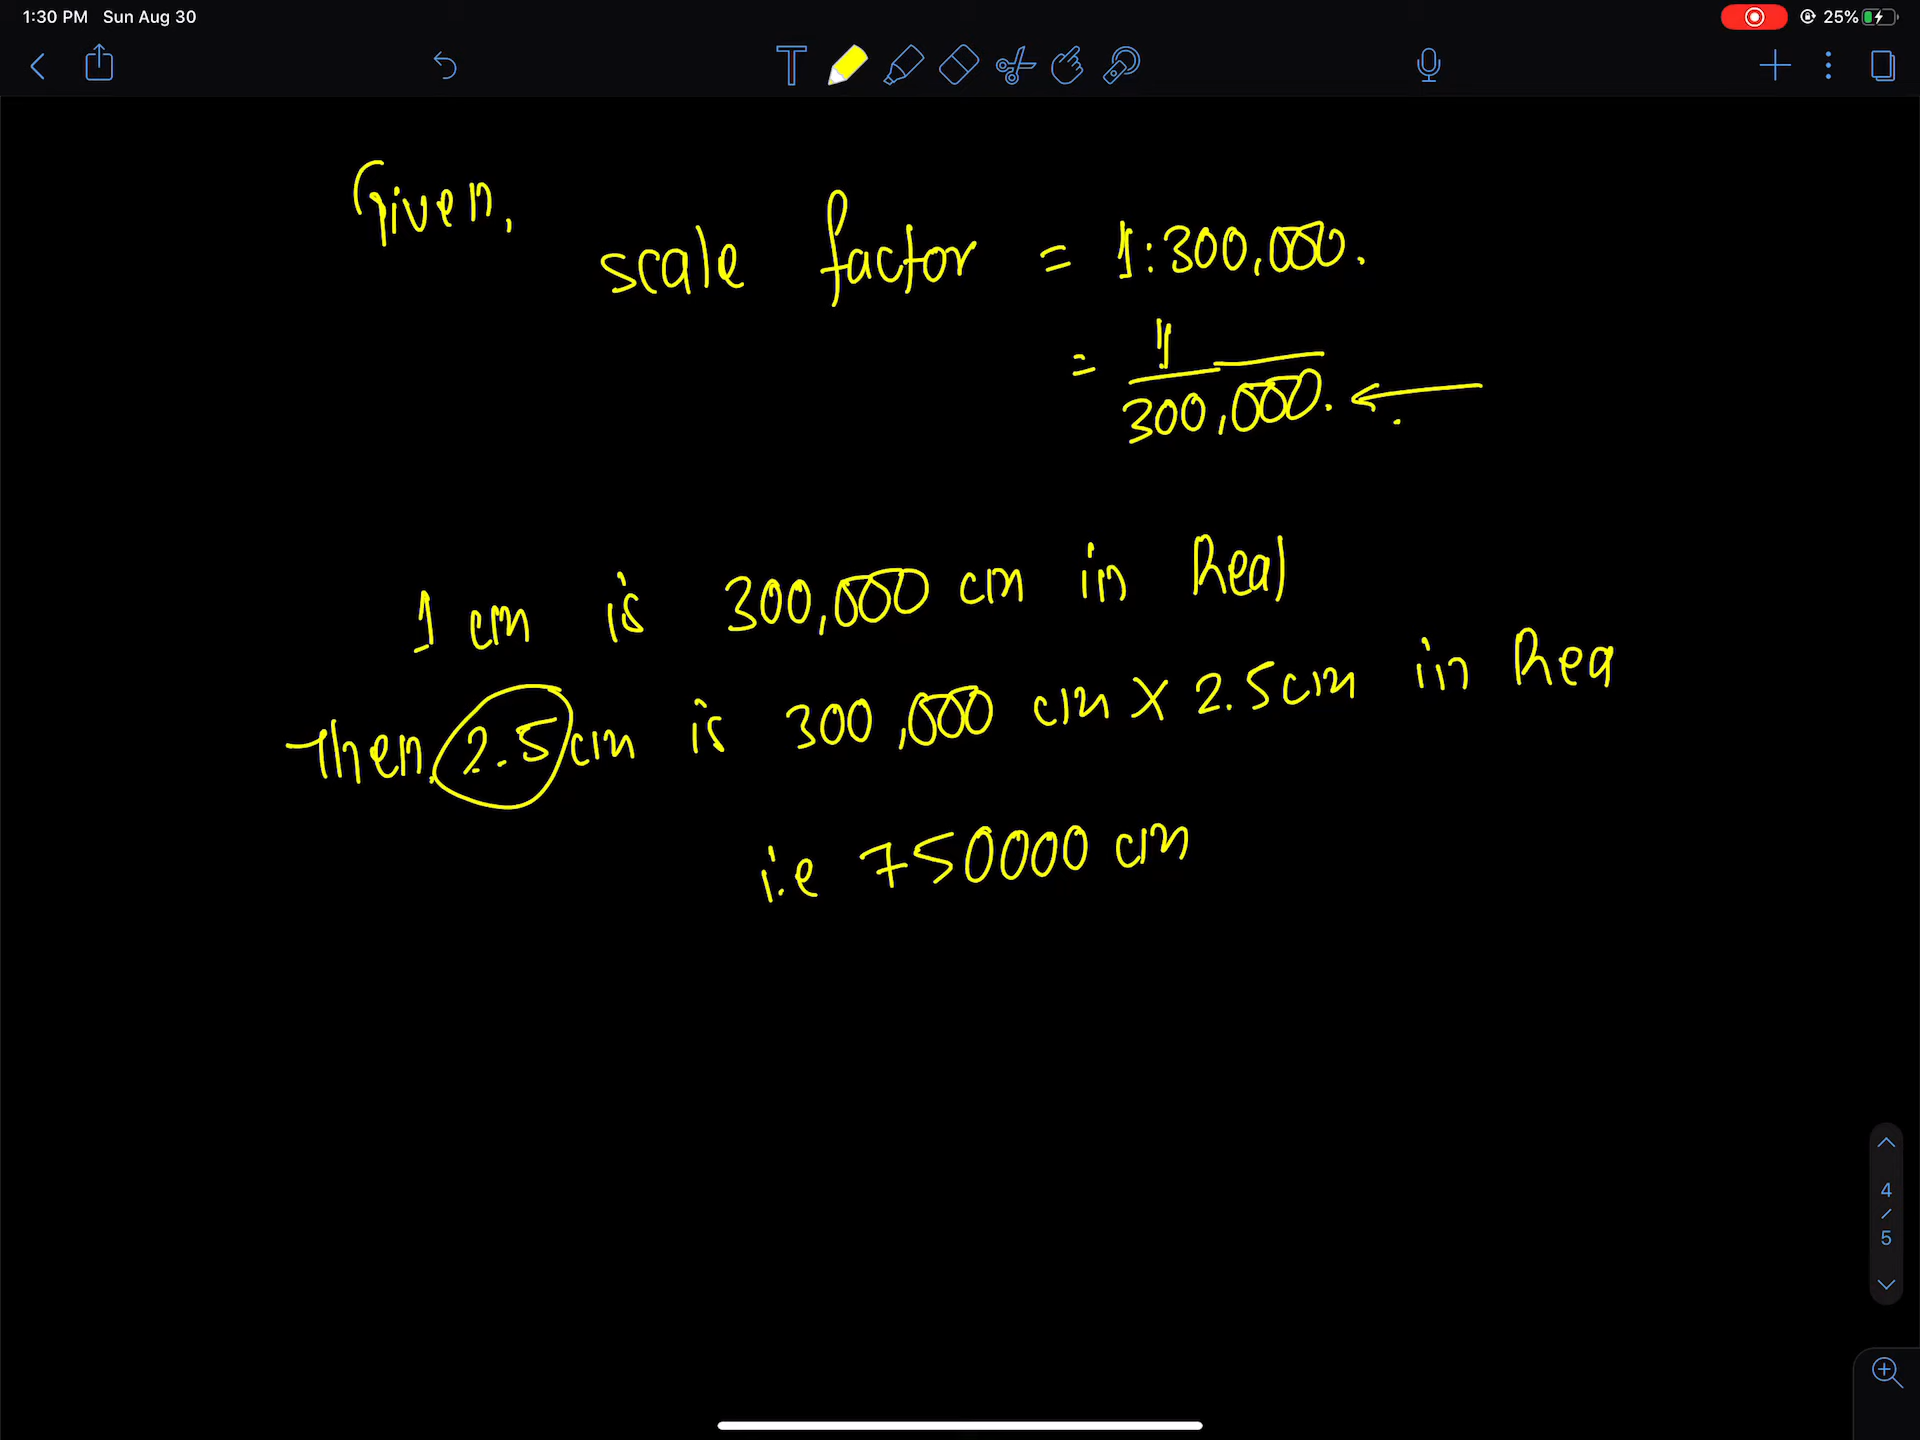 1:30 PM Sun Aug 30
25%
T
Given,
scale factor = 1:300,000.
= 1
300,000.
1 cm is 300,000 cm in Real
Then, 2.5 cm is 300,000 cm X 2.5cm in Rea
i.e 750000 cm
4
/
5